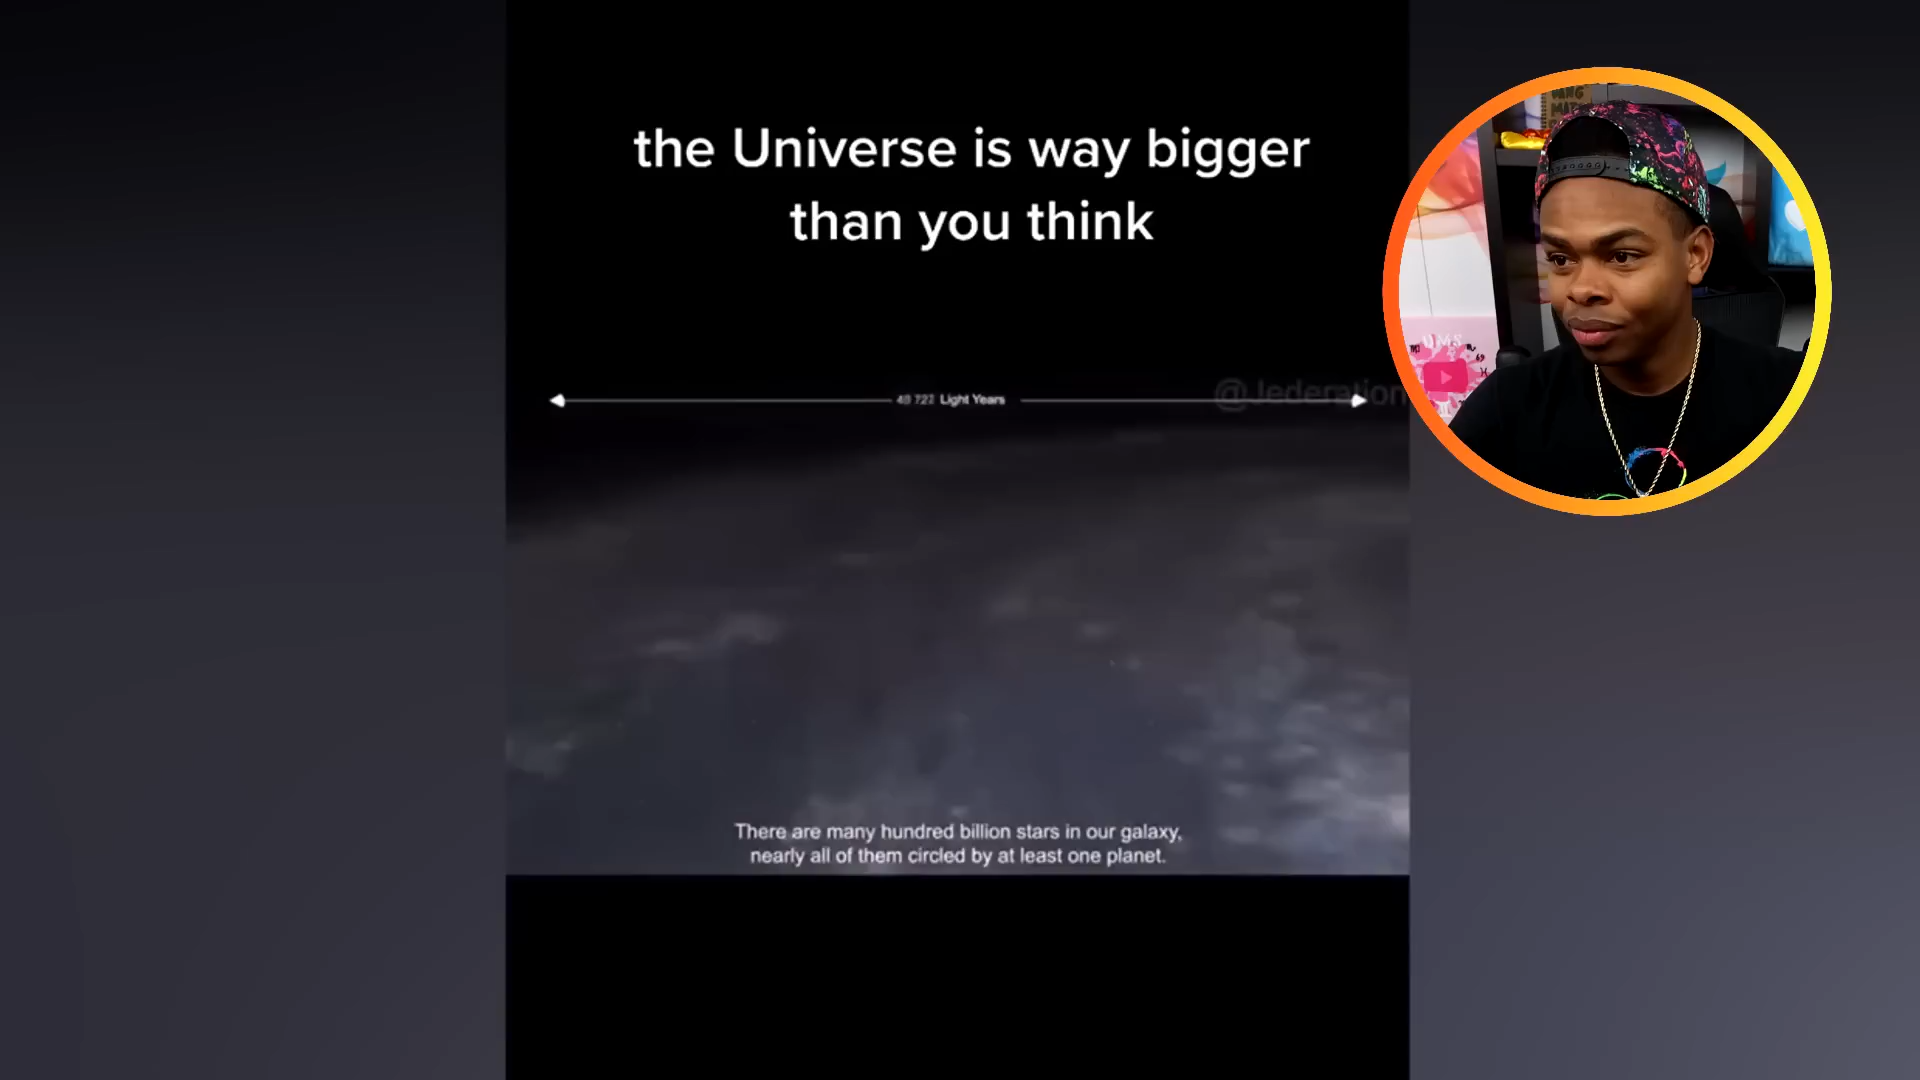 the Universe is way bigger
than you think
Light Years
@Jederation
There are many hundred billion stars in our galaxy,
nearly all of them circled by at least one planet.